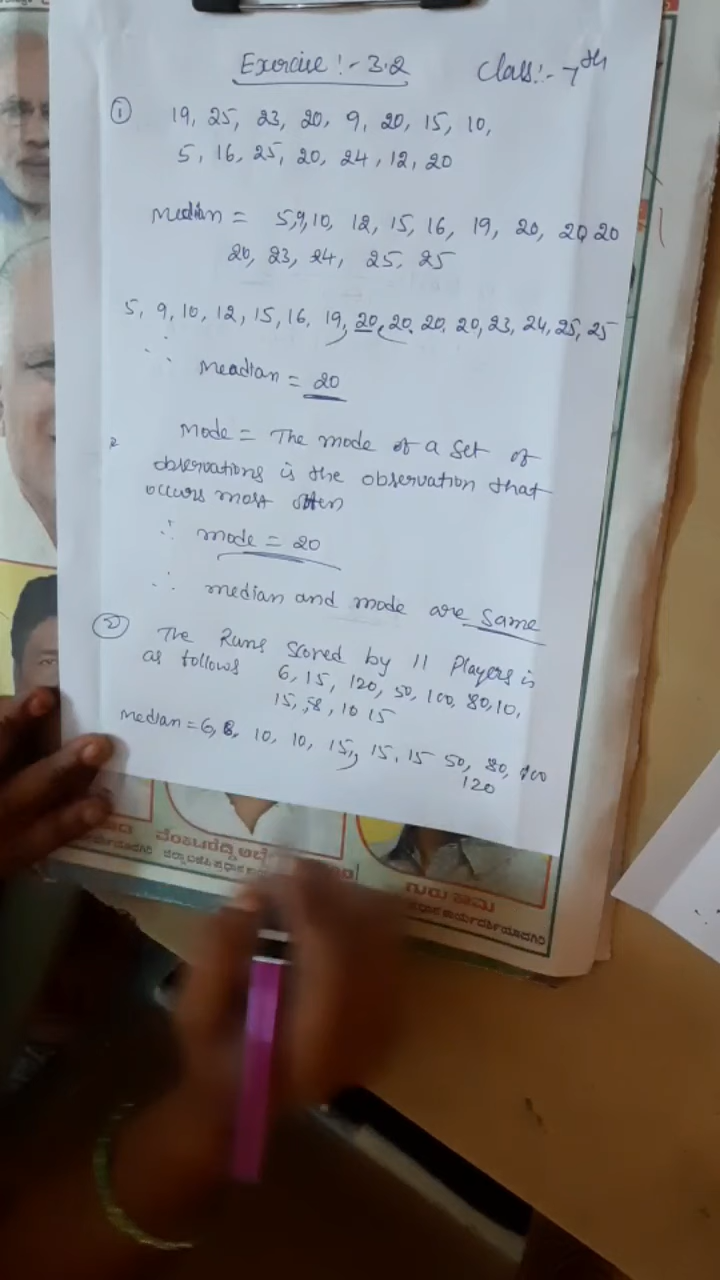 Exercise :- 3.2 Class:- 7th
① 19, 25, 23, 20, 9, 20, 15, 10,
5, 16, 25, 20, 24, 12, 20
Median = 5,9,10, 12, 15, 16, 19, 20, 20 20
20, 23, 24, 25, 25
5, 9, 10, 12, 15, 16, 19, 20, 20, 20, 20, 23, 24, 25, 25
∴ Meadian = 20
Mode = The mode of a set of
observations is the observation that
occurs most often
∴ mode = 20
∴ median and mode are same
② The Runs scored by 11 Players is
as follows 6, 15, 120, 50, 100, 80, 10,
15, 8, 10 15
Median = 6, 8, 10, 10, 15, 15, 15 50, 80, 100
120
ವೆಂಕಟರೆಡ್ಡಿ
ಗುರು ಕಾಮ